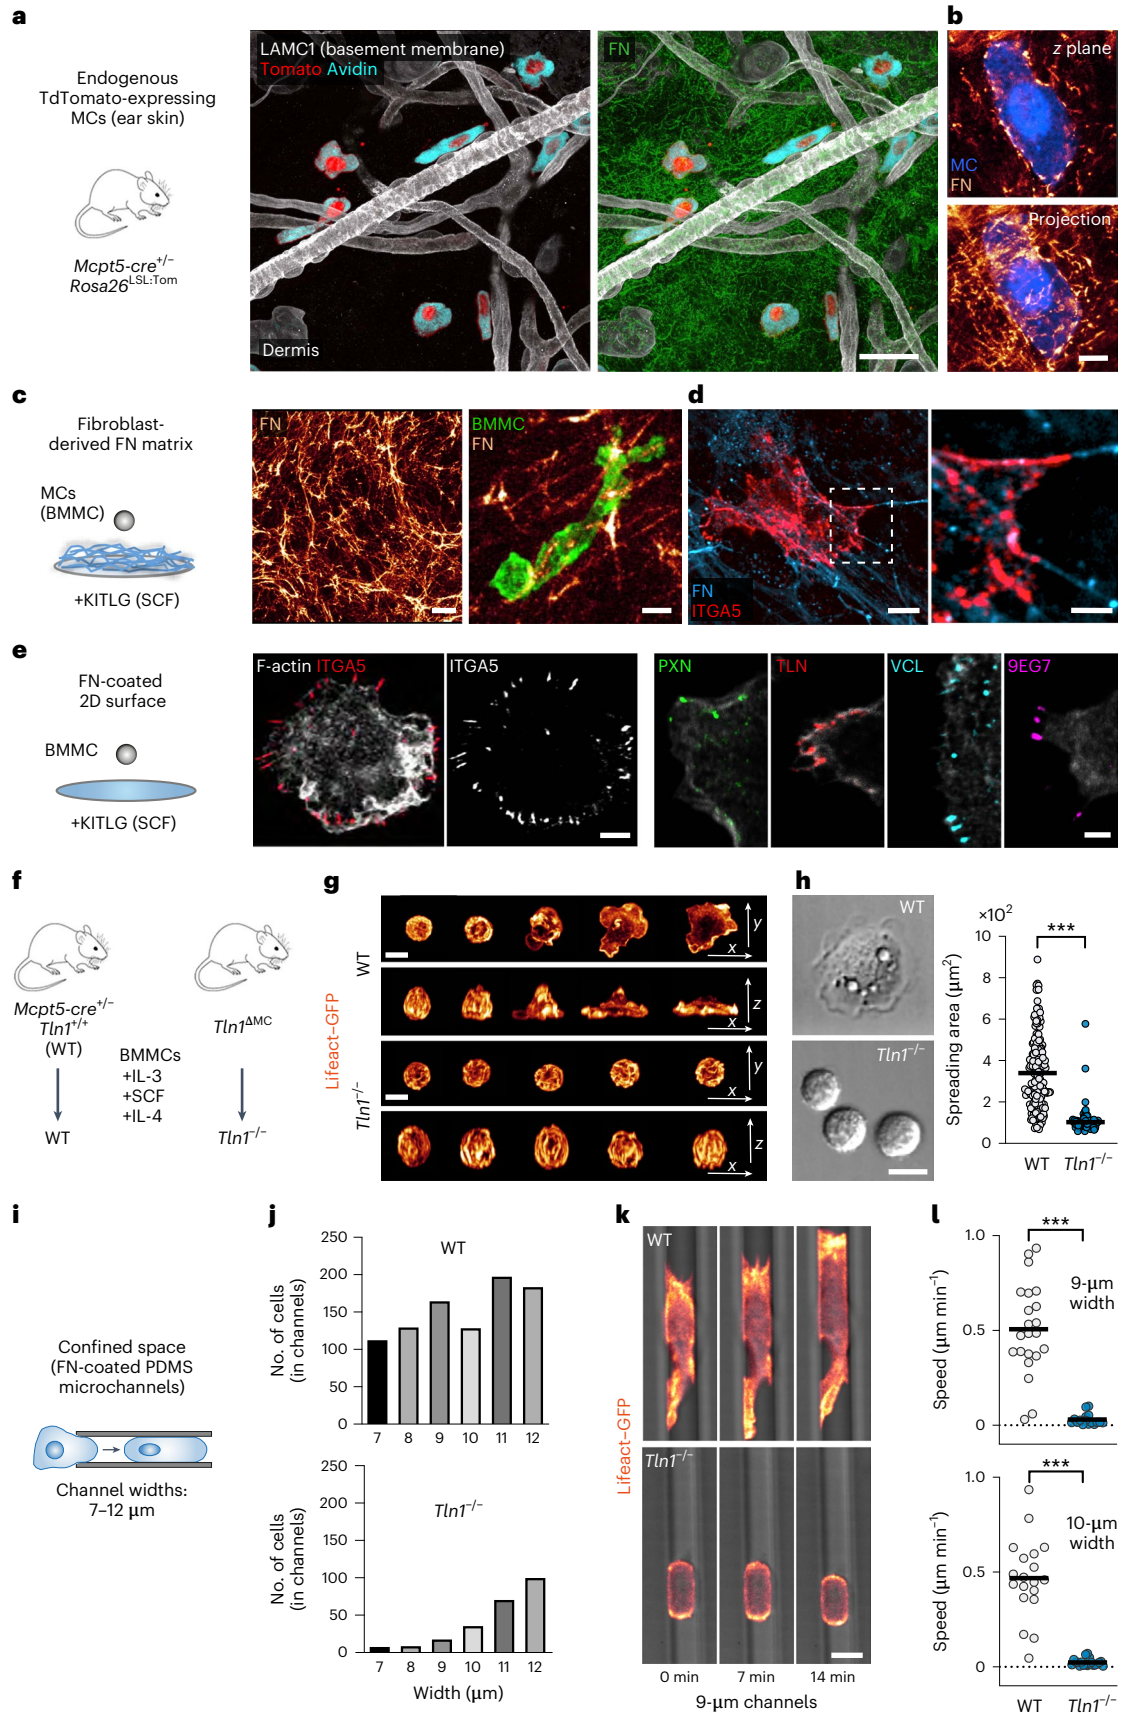 a
Endogenous
TdTomato-expressing
MCs (ear skin)
Mcpt5-cre+/−
Rosa26LSL:Tom
LAMC1 (basement membrane)
Tomato Avidin
Dermis
FN
b
z plane
MC
FN
Projection
c
Fibroblast-
derived FN matrix
MCs
(BMMC)
+KITLG (SCF)
FN
BMMC
FN
d
FN
ITGA5
e
FN-coated
2D surface
BMMC
+KITLG (SCF)
F-actin ITGA5
ITGA5
PXN
TLN
VCL
9EG7
f
Mcpt5-cre+/−
Tln1+/+
(WT)
Tln1ΔMC
BMMCs
+IL-3
+SCF
+IL-4
WT
Tln1−/−
g
Lifeact–GFP
WT
Tln1−/−
y
x
z
x
y
x
z
x
h
WT
Tln1−/−
×10²
Spreading area (μm²)
10
8
6
4
2
0
***
WT
Tln1−/−
i
Confined space
(FN-coated PDMS
microchannels)
Channel widths:
7–12 μm
j
WT
No. of cells
(in channels)
250
200
150
100
50
0
7 8 9 10 11 12
Tln1−/−
No. of cells
(in channels)
250
200
150
100
50
0
7 8 9 10 11 12
Width (μm)
k
Lifeact–GFP
WT
Tln1−/−
0 min
7 min
14 min
9-μm channels
l
***
9-μm
width
Speed (μm min−1)
1.0
0.5
0
***
10-μm
width
Speed (μm min−1)
1.0
0.5
0
WT
Tln1−/−